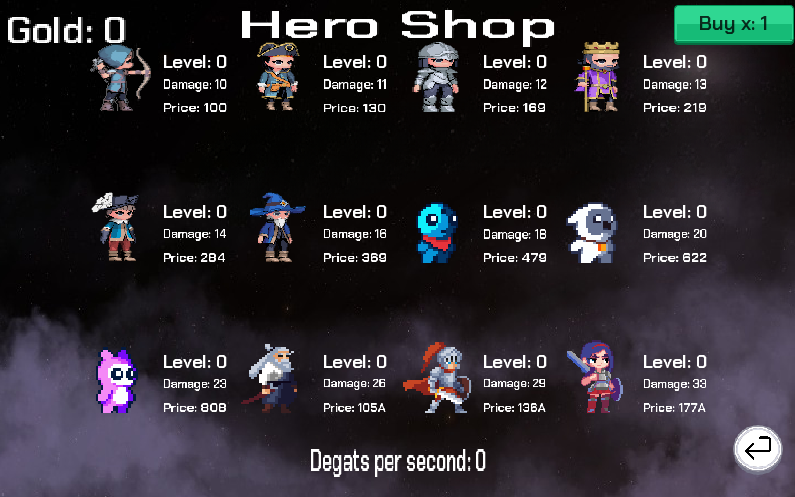 Gold: 0
Hero Shop
Buy x: 1
Level: 0
Damage: 10
Price: 100
Level: 0
Damage: 11
Price: 130
Level: 0
Damage: 12
Price: 169
Level: 0
Damage: 13
Price: 219
Level: 0
Damage: 14
Price: 284
Level: 0
Damage: 16
Price: 369
Level: 0
Damage: 18
Price: 479
Level: 0
Damage: 20
Price: 622
Level: 0
Damage: 23
Price: 808
Level: 0
Damage: 26
Price: 105A
Level: 0
Damage: 29
Price: 136A
Level: 0
Damage: 33
Price: 177A
Degats per second: 0